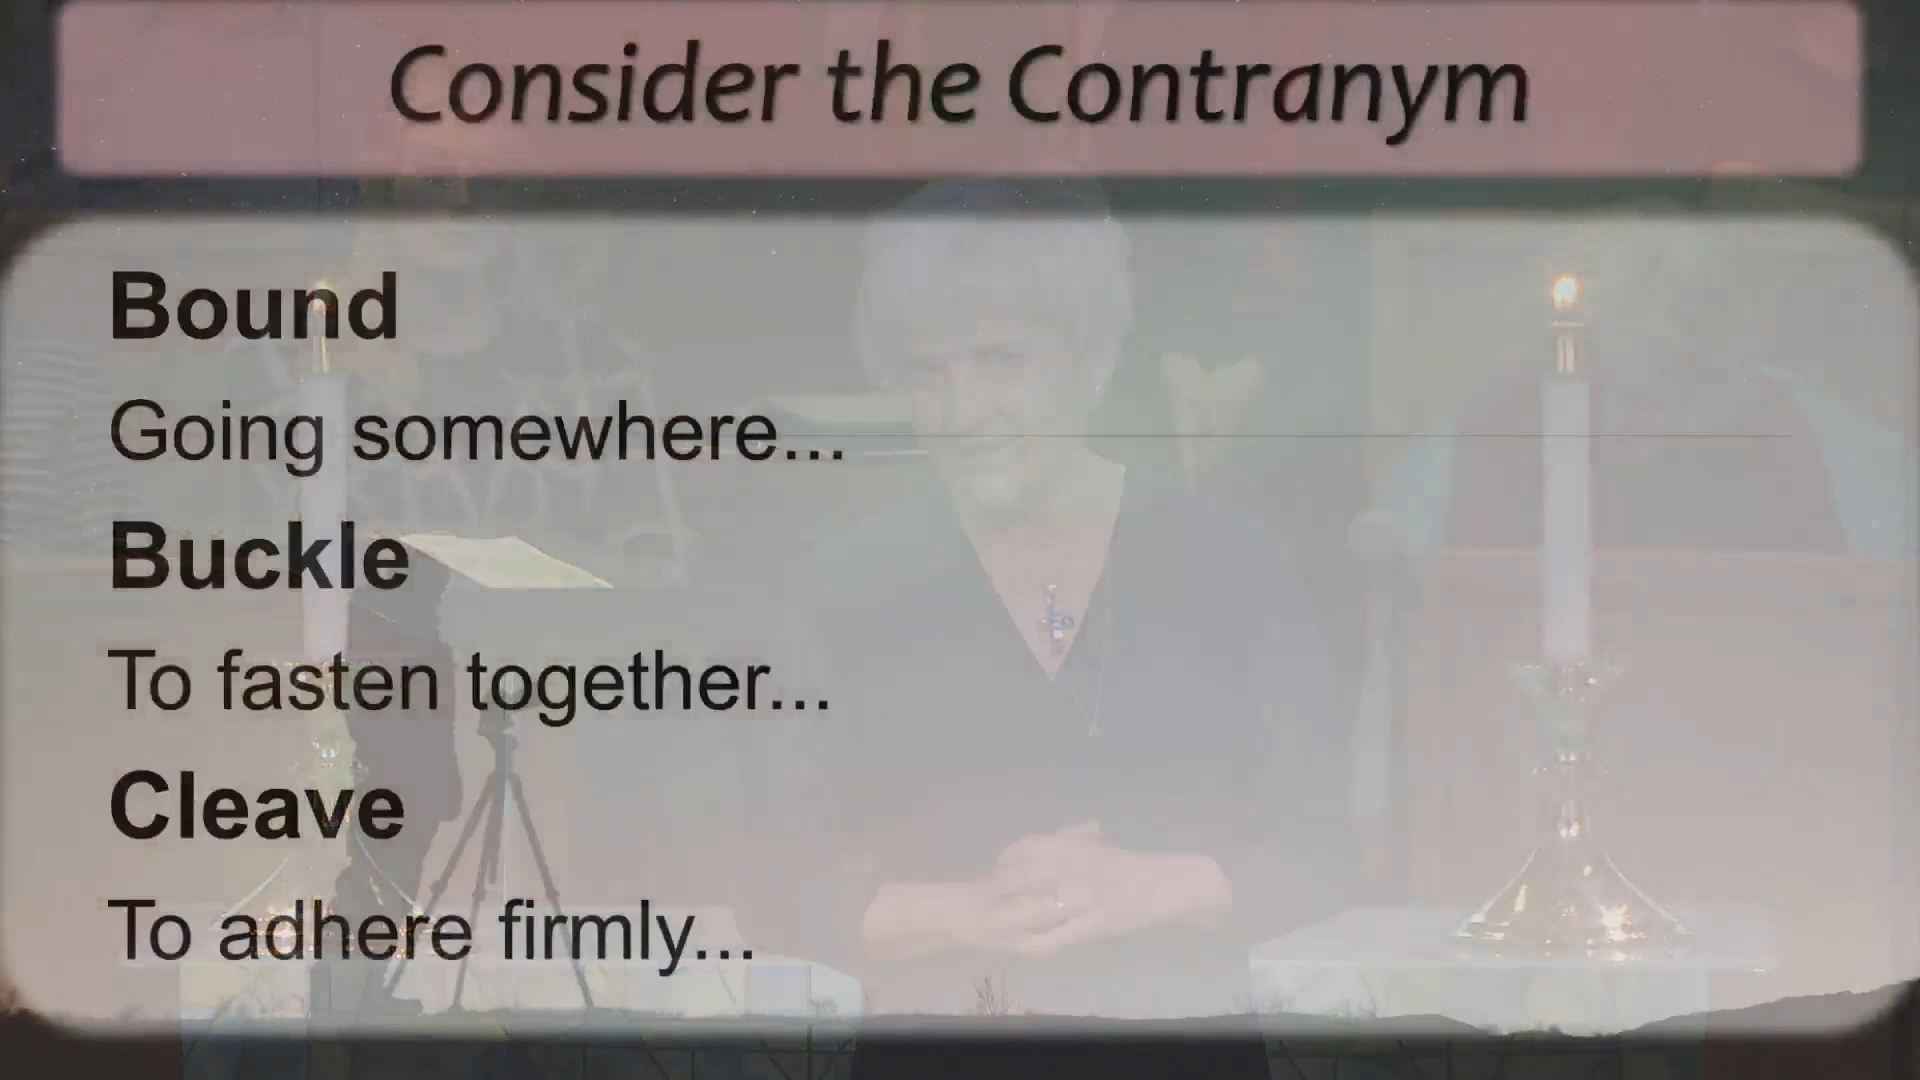 Consider the Contranym
Bound
Going somewhere...
Buckle
To fasten together...
Cleave
To adhere firmly...